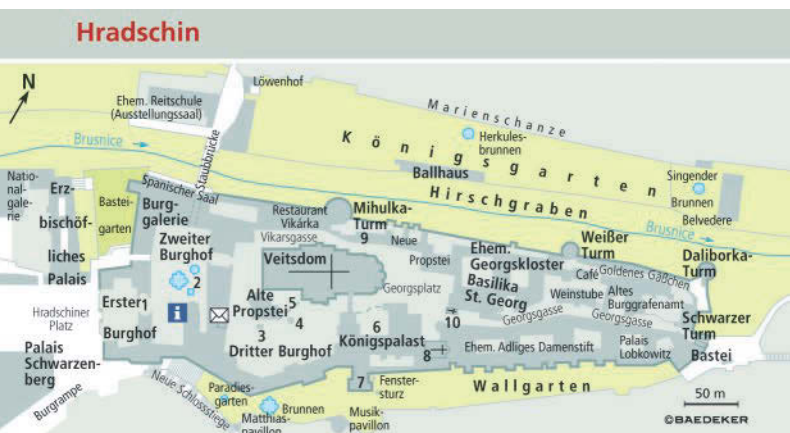 Hradschin
N
Löwenhof
Ehem. Reitschule
(Ausstellungssaal)
Marienschanze
Brusnice
Staubbrücke
Königsgarten
Herkules-
brunnen
Ballhaus
Singender
Brunnen
Belvedere
Hirschgraben
Brusnice
Natio-
nal-
gale-
rie
Erz-
bischöf-
liches
Palais
Bastei-
garten
Spanischer Saal
Burg-
galerie
Restaurant
Vikárka
Vikarsgasse
Mihulka-
Turm
9
Neue
Propstei
Weißer
Turm
Daliborka-
Turm
Zweiter
Burghof
2
Veitsdom
Georgsplatz
Ehem.
Georgskloster
Basilika
St. Georg
Café
Goldenes Gäßchen
Weinstube
Altes
Burggrafenamt
Georgsgasse
Georgsgasse
Hradschiner
Platz
Erster
1
Burghof
i
Alte
Propstei
5
4
3
Dritter Burghof
6
Königspalast
10
8
Ehem. Adliges Damenstift
Palais
Lobkowitz
Schwarzer
Turm
Bastei
Palais
Schwarzen-
berg
Burgrampe
Neue Schlossstiege
Paradies-
garten
Brunnen
Matthias-
pavillon
7
Fenster-
sturz
Musik-
pavillon
Wallgarten
50 m
©BAEDEKER